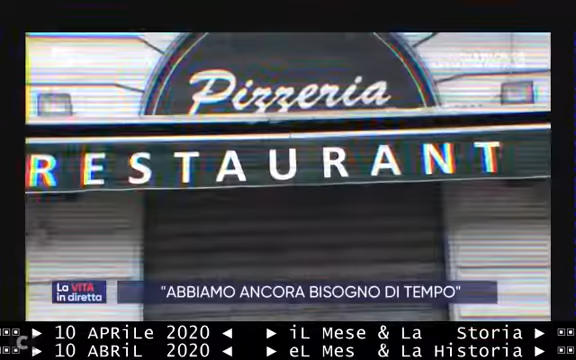 Pizzeria
RESTAURANT
La VITA
in diretta
"ABBIAMO ANCORA BISOGNO DI TEMPO"
▶ 10 APRiLe 2020 ◀ ▶ iL Mese & La Storia ▶
▶ 10 ABRiL 2020 ◀ ▶ eL Mes & La Historia ▶